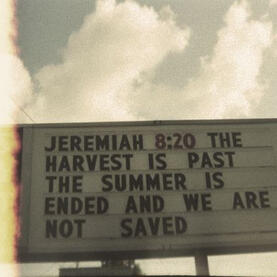 JEREMIAH 8:20 THE
HARVEST IS PAST
THE SUMMER IS
ENDED AND WE ARE
NOT SAVED